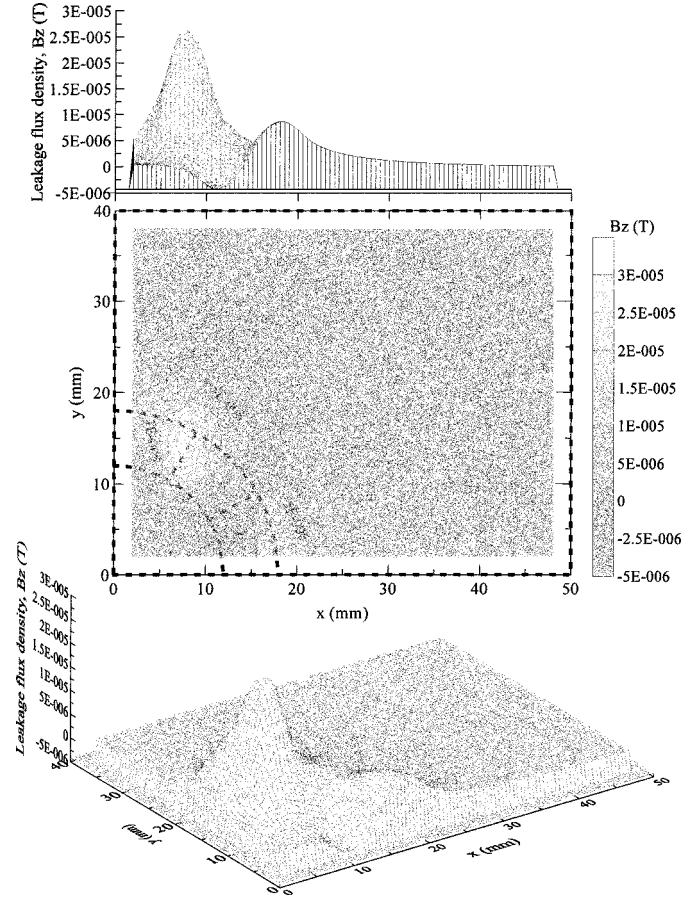 Leakage flux density, Bz (T)
3E-005
2.5E-005
2E-005
1.5E-005
1E-005
5E-006
0
-5E-006
40
30
20
10
0
y (mm)
0
10
20
30
40
50
x (mm)
Bz (T)
3E-005
2.5E-005
2E-005
1.5E-005
1E-005
5E-006
0
-2.5E-006
-5E-006
Leakage flux density, Bz (T)
3E-005
2.5E-005
2E-005
1.5E-005
1E-005
5E-006
0
-5E-006
40
30
20
10
0
y (mm)
0
10
20
30
40
50
x (mm)